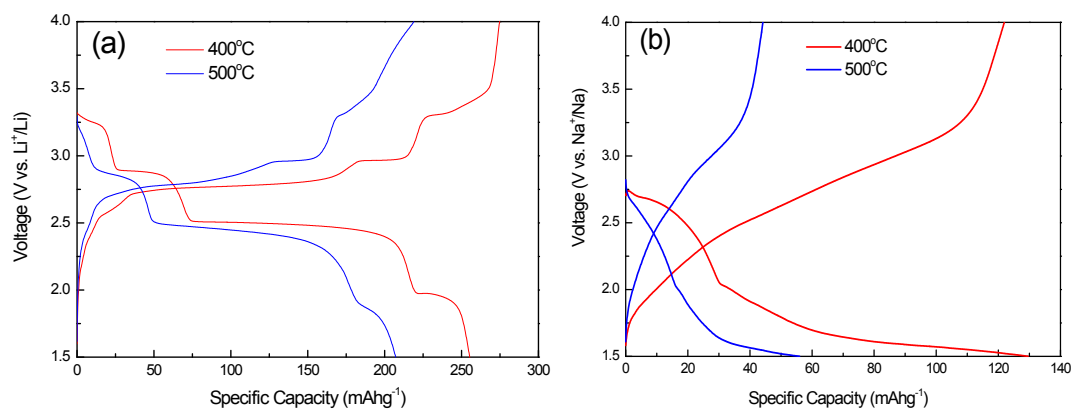 (a)
400°C
500°C
4.0
3.5
3.0
2.5
2.0
1.5
Voltage (V vs. Li⁺/Li)
0 50 100 150 200 250 300
Specific Capacity (mAhg⁻¹)
(b)
400°C
500°C
4.0
3.5
3.0
2.5
2.0
1.5
Voltage (V vs. Na⁺/Na)
0 20 40 60 80 100 120 140
Specific Capacity (mAhg⁻¹)